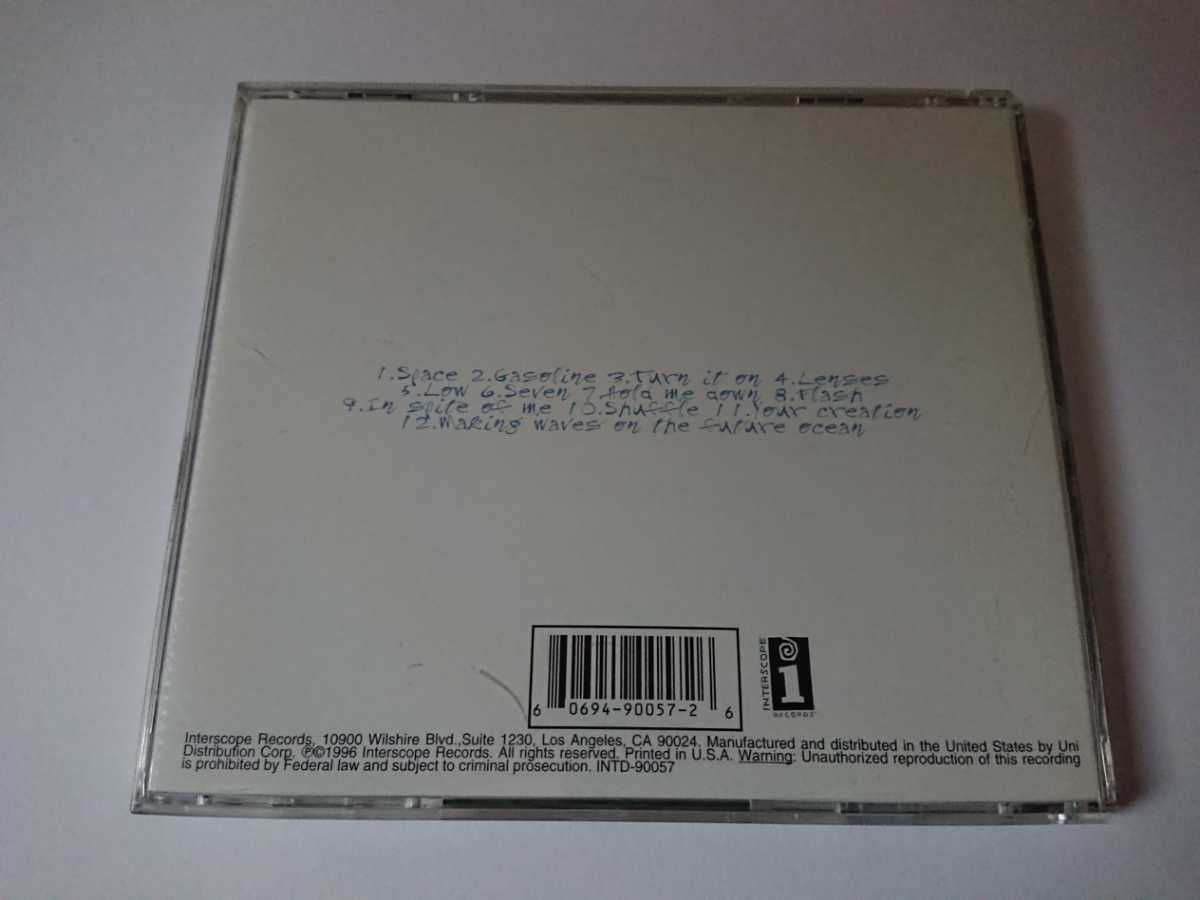 1.Space 2.Gasoline 3.Turn it on 4.Lenses
5.Low 6.Seven 7.fold me down 8.Flash
9.In spite of me 10.Shuffle 11.Your creation
12.Making waves on the future ocean
6 0694-90057-2 6
INTERSCOPE
RECORDS
Interscope Records, 10900 Wilshire Blvd.,Suite 1230, Los Angeles, CA 90024. Manufactured and distributed in the United States by Uni
Distribution Corp. ℗©1996 Interscope Records. All rights reserved. Printed in U.S.A. Warning: Unauthorized reproduction of this recording
is prohibited by Federal law and subject to criminal prosecution. INTD-90057